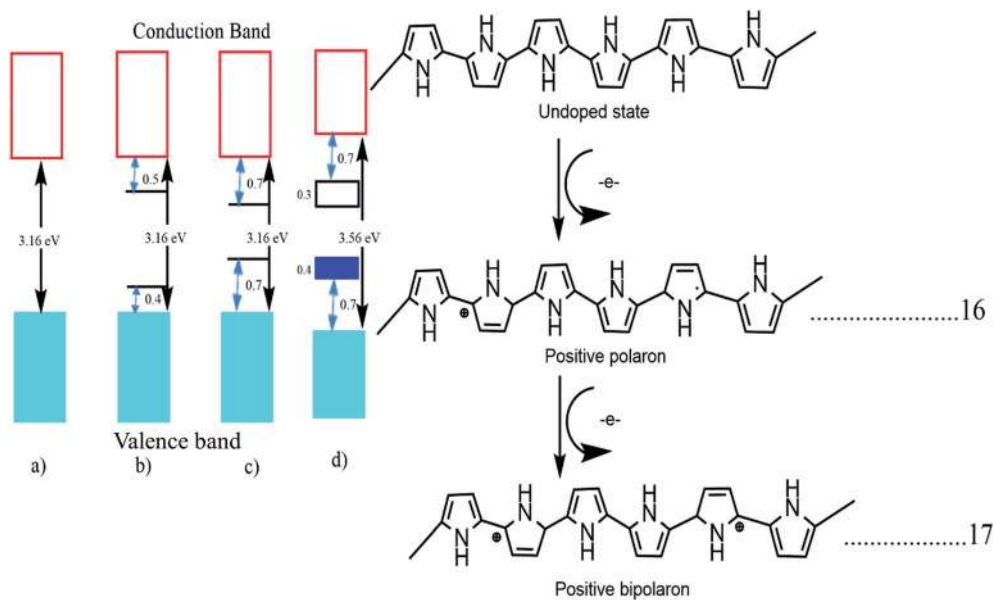 Conduction Band
3.16 eV
0.5
3.16 eV
0.4
0.7
3.16 eV
0.7
0.7
0.3
3.56 eV
0.4
0.7
Valence band
a)
b)
c)
d)
H
N
H
N
H
N
N
H
N
H
N
H
Undoped state
-e-
H
N
H
N
H
N
N
H
N
H
N
H
⊕
Positive polaron
......................16
-e-
H
N
H
N
H
N
N
H
N
H
N
H
⊕
⊕
Positive bipolaron
......................17